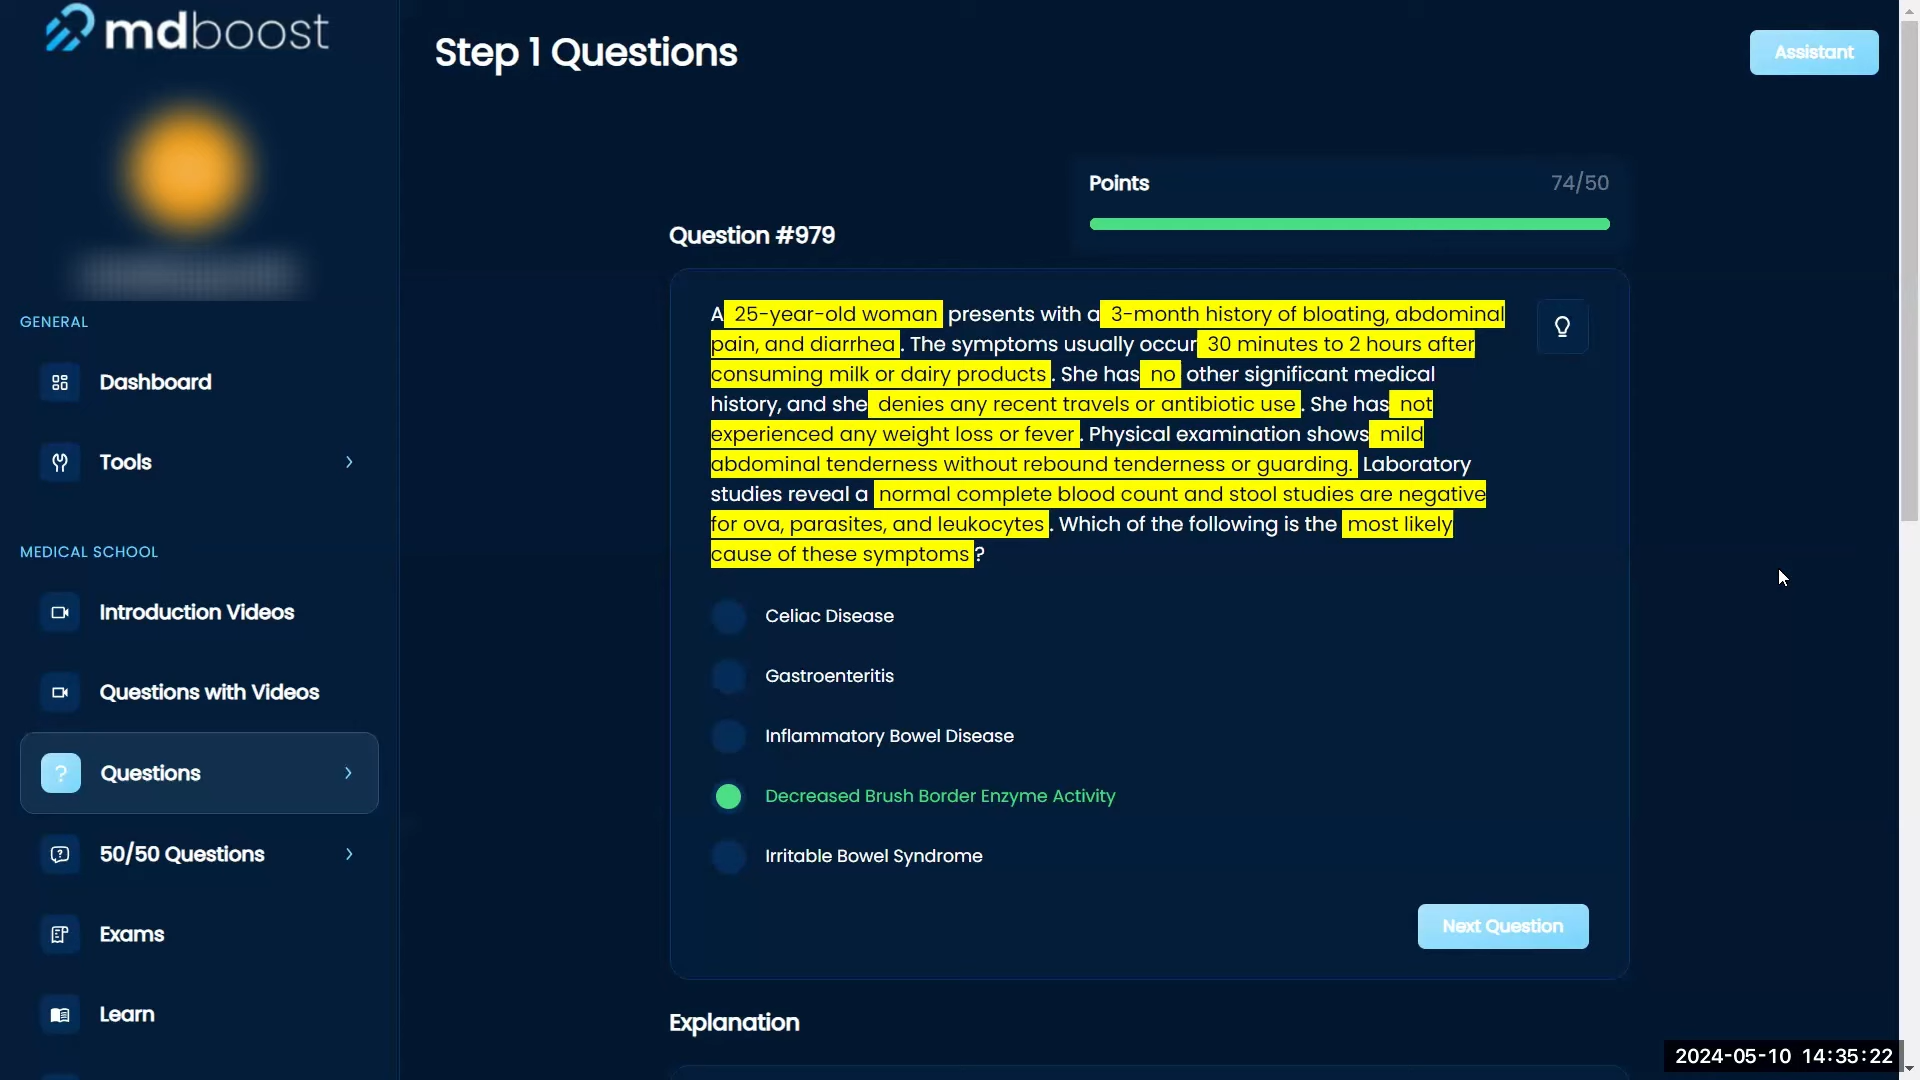 mdboost
Step 1 Questions
Assistant
Points
74/50
Question #979
GENERAL
Dashboard
Tools
MEDICAL SCHOOL
Introduction Videos
Questions with Videos
? Questions
50/50 Questions
Exams
Learn
A 25-year-old woman presents with a 3-month history of bloating, abdominal
pain, and diarrhea. The symptoms usually occur 30 minutes to 2 hours after
consuming milk or dairy products. She has no other significant medical
history, and she denies any recent travels or antibiotic use. She has not
experienced any weight loss or fever. Physical examination shows mild
abdominal tenderness without rebound tenderness or guarding. Laboratory
studies reveal a normal complete blood count and stool studies are negative
for ova, parasites, and leukocytes. Which of the following is the most likely
cause of these symptoms?
Celiac Disease
Gastroenteritis
Inflammatory Bowel Disease
Decreased Brush Border Enzyme Activity
Irritable Bowel Syndrome
Next Question
Explanation
2024-05-10 14:35:22